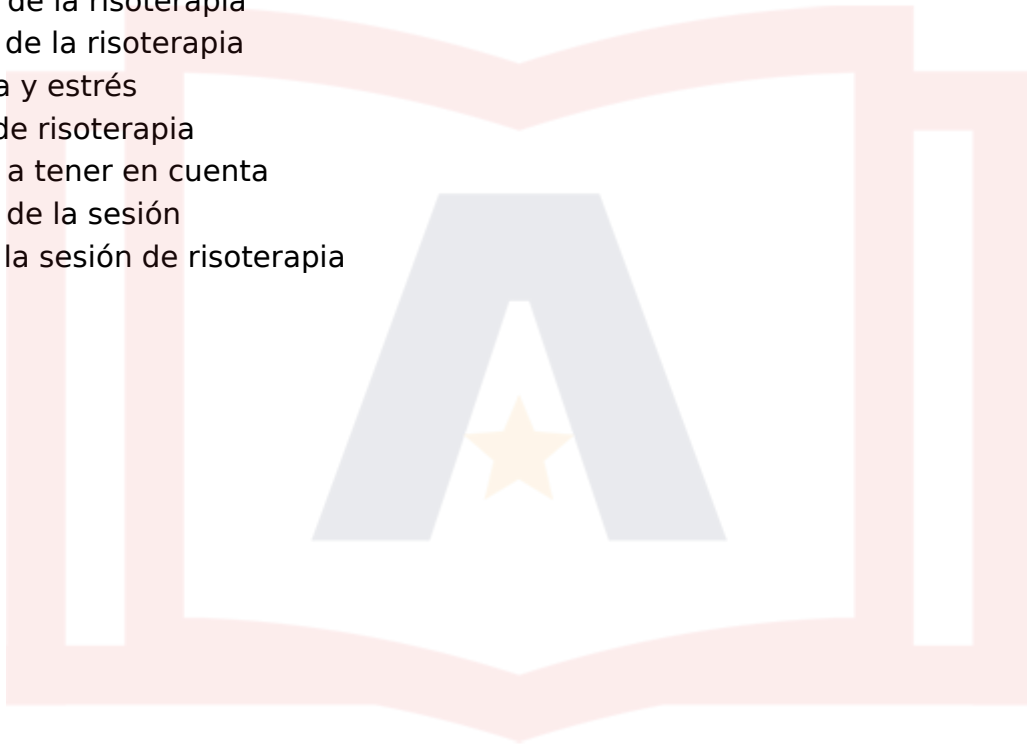 de la risoterapia
de la risoterapia
a y estrés
de risoterapia
a tener en cuenta
de la sesión
la sesión de risoterapia